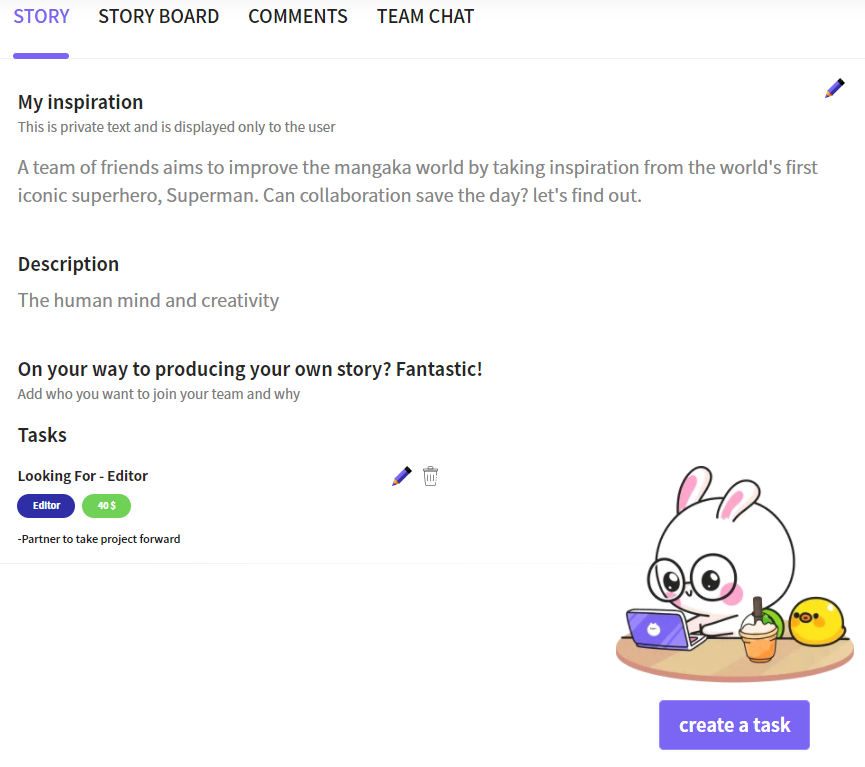 STORY STORY BOARD COMMENTS TEAM CHAT
My inspiration
This is private text and is displayed only to the user
A team of friends aims to improve the mangaka world by taking inspiration from the world's first
iconic superhero, Superman. Can collaboration save the day? let's find out.
Description
The human mind and creativity
On your way to producing your own story? Fantastic!
Add who you want to join your team and why
Tasks
Looking For - Editor
Editor 40 $
-Partner to take project forward
create a task